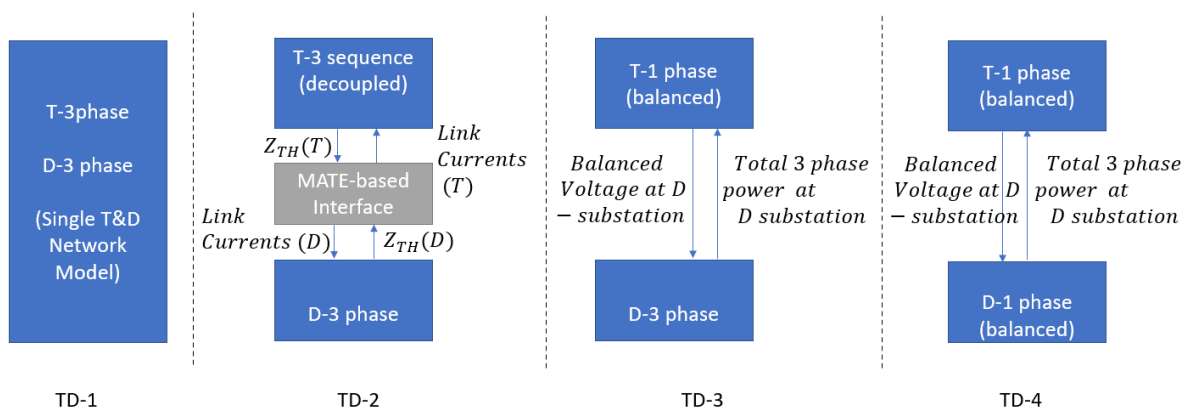 T-3phase
D-3 phase
(Single T&D
Network
Model)
TD-1
T-3 sequence
(decoupled)
Z_TH(T)
Link
Currents
(T)
MATE-based
Interface
Link
Currents (D)
Z_TH(D)
D-3 phase
TD-2
T-1 phase
(balanced)
Balanced
Voltage at D
− substation
Total 3 phase
power at
D substation
D-3 phase
TD-3
T-1 phase
(balanced)
Balanced
Voltage at D
− substation
Total 3 phase
power at
D substation
D-1 phase
(balanced)
TD-4